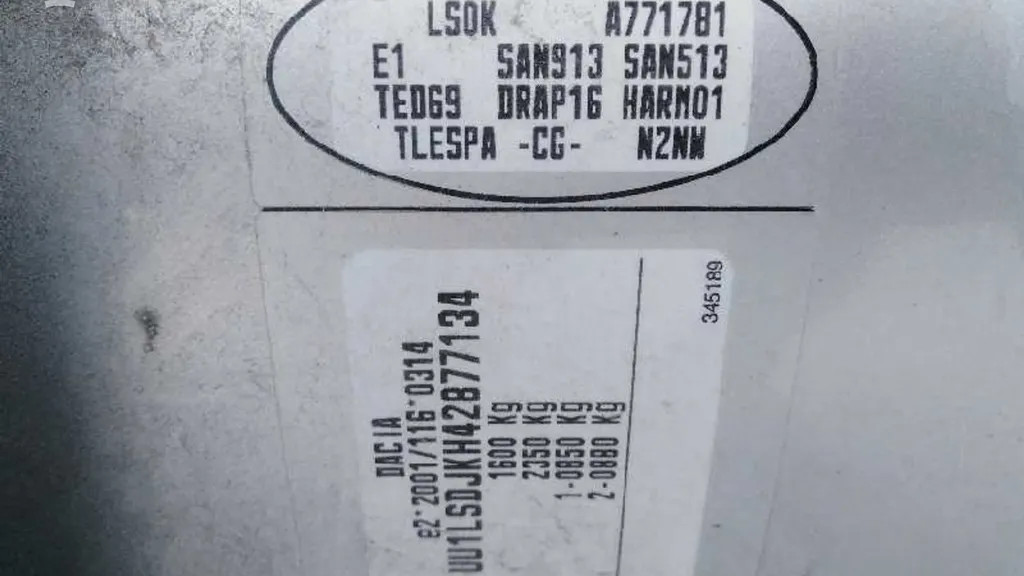 LS0K A771781
E1 SAN913 SAN513
TED69 DRAP16 HARM01
TLESPA -CG- N2NM
DACIA
e2*2001/116*0314
UU1LSDJKH42877134
1600 Kg
2350 Kg
1-0850 Kg
2-0880 Kg
345189